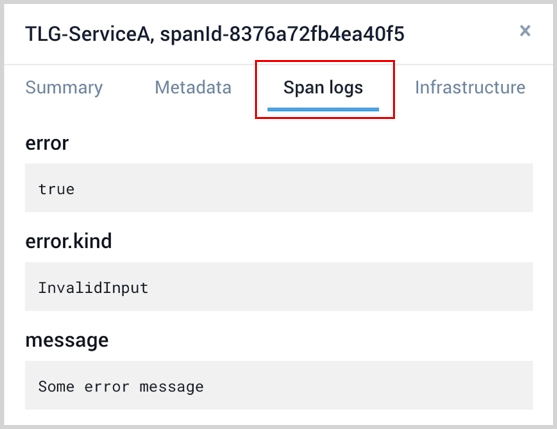 TLG-ServiceA, spanId-8376a72fb4ea40f5 ×
Summary Metadata Span logs Infrastructure
error
true
error.kind
InvalidInput
message
Some error message